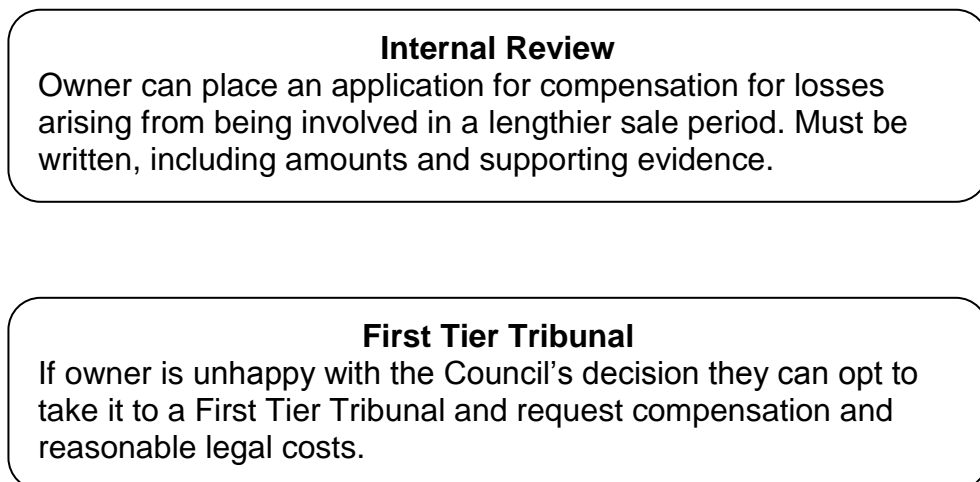 Internal Review
Owner can place an application for compensation for losses
arising from being involved in a lengthier sale period. Must be
written, including amounts and supporting evidence.
First Tier Tribunal
If owner is unhappy with the Council’s decision they can opt to
take it to a First Tier Tribunal and request compensation and
reasonable legal costs.